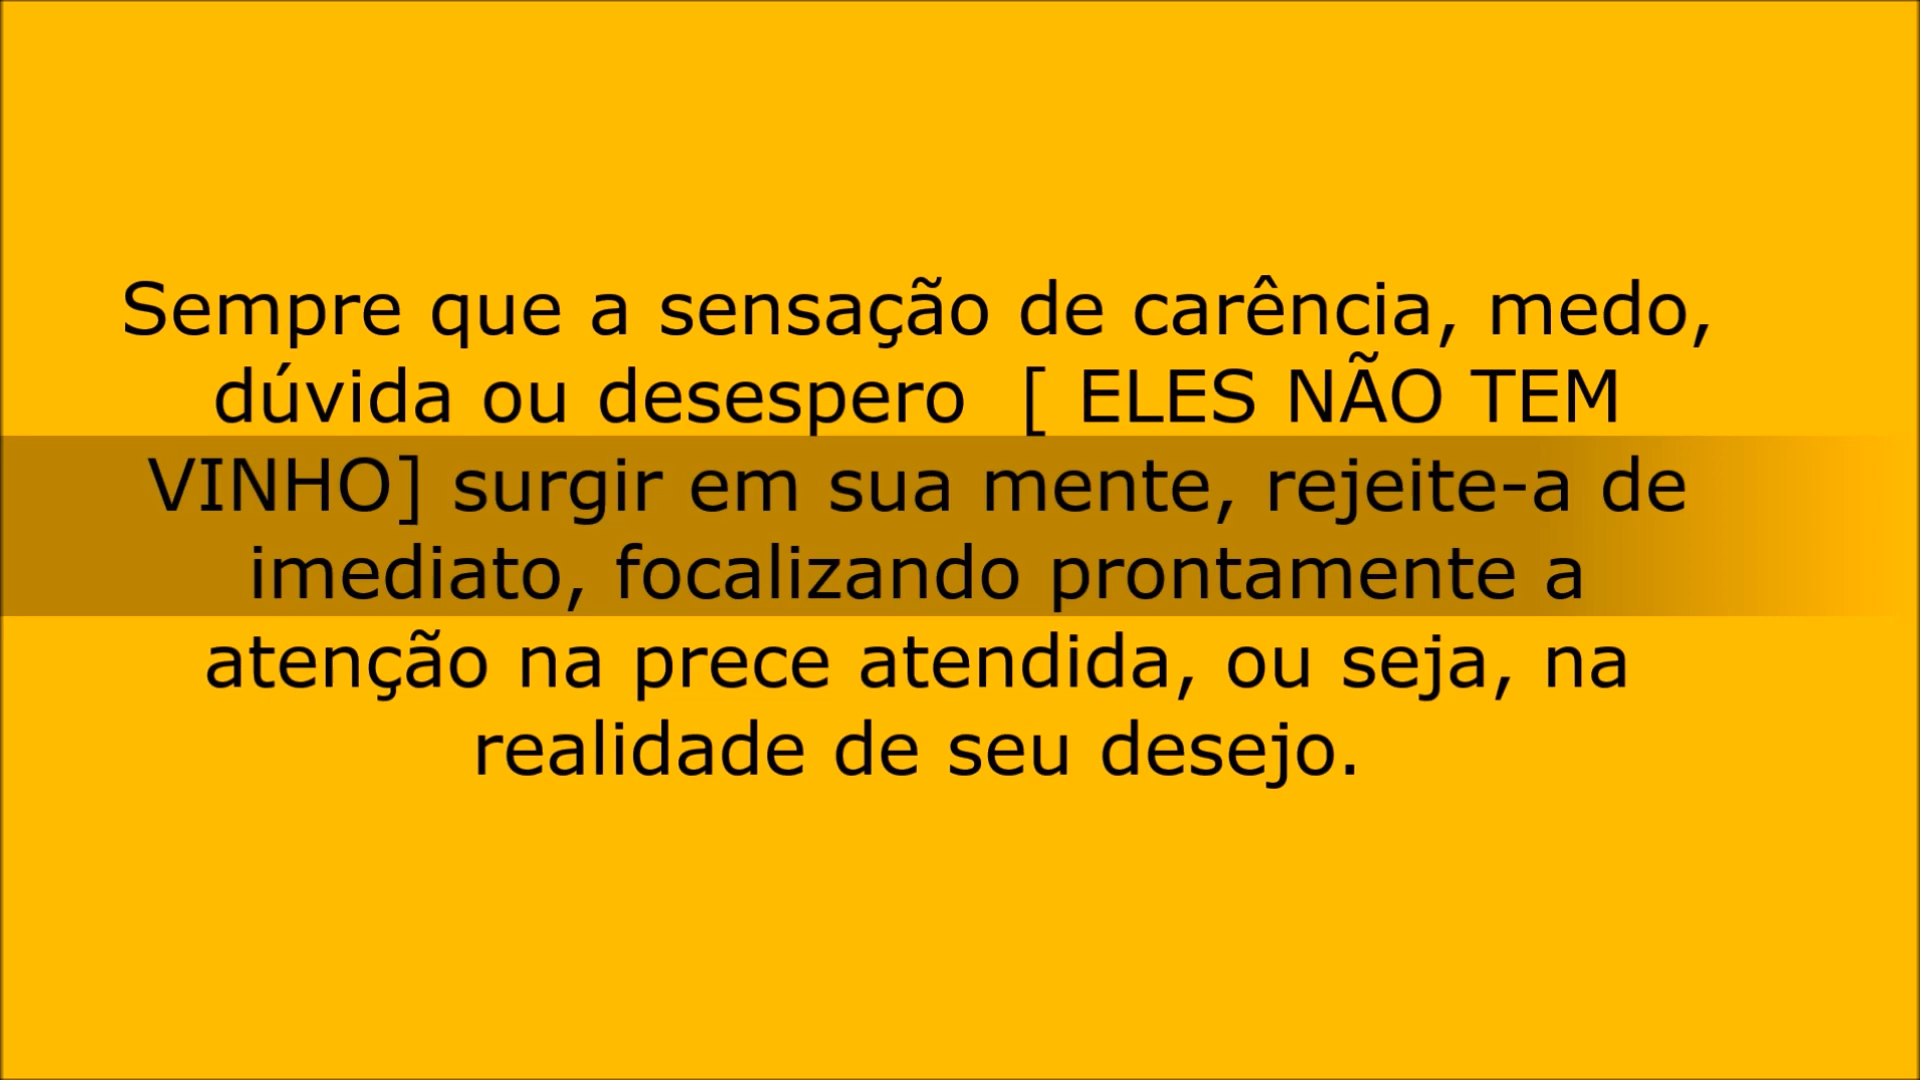 Sempre que a sensação de carência, medo,
dúvida ou desespero  [ ELES NÃO TEM
VINHO] surgir em sua mente, rejeite-a de
imediato, focalizando prontamente a
atenção na prece atendida, ou seja, na
realidade de seu desejo.